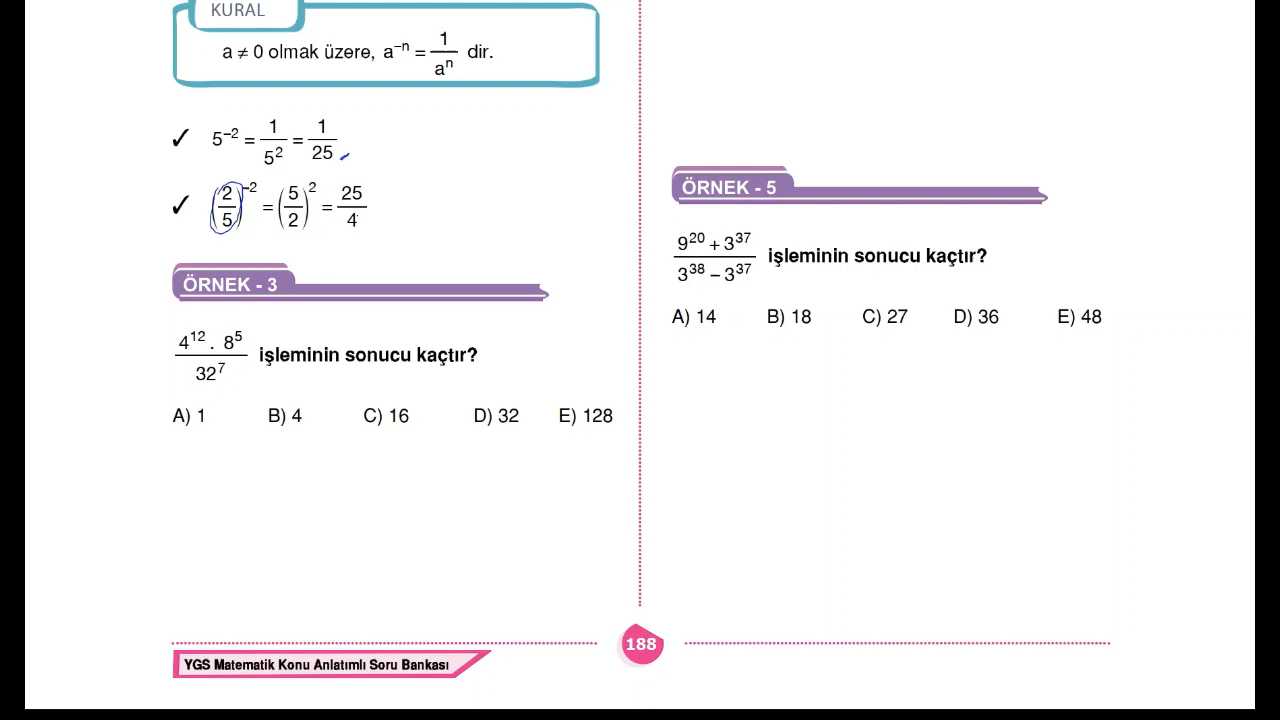 KURAL
a ≠ 0 olmak üzere, a⁻ⁿ = 1/aⁿ dir.
✓ 5⁻² = 1/5² = 1/25
✓ (2/5)⁻² = (5/2)² = 25/4
ÖRNEK - 3
4¹² . 8⁵ / 32⁷ işleminin sonucu kaçtır?
A) 1 B) 4 C) 16 D) 32 E) 128
ÖRNEK - 5
9²⁰ + 3³⁷ / 3³⁸ – 3³⁷ işleminin sonucu kaçtır?
A) 14 B) 18 C) 27 D) 36 E) 48
188
YGS Matematik Konu Anlatımlı Soru Bankası